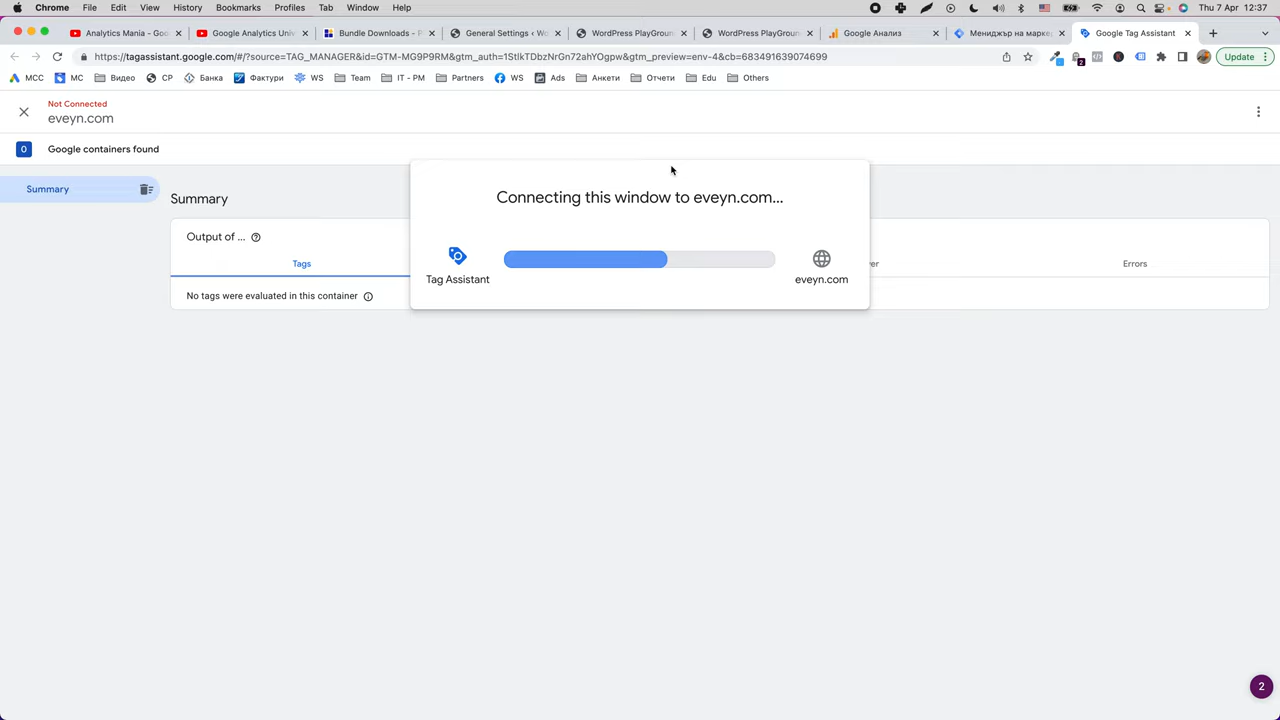 Chrome File Edit View History Bookmarks Profiles Tab Window Help Thu 7 Apr 12:37
Analytics Mania - Goo Google Analytics Univ Bundle Downloads - P General Settings ‹ Wo WordPress PlayGroun WordPress PlayGroun Google Анализ Мениджър на марке Google Tag Assistant
https://tagassistant.google.com/#/?source=TAG_MANAGER&id=GTM-M9P99RM&gtm_auth=1StlkTDbzNrGr72ahYOgpw&gtm_preview=env-4&cb=683491639074699 Update
MCC MC Видео CP Банка Фактури WS Team IT - PM Partners WS Ads Анкети Отчети Edu Others
Not Connected
eveyn.com
0 Google containers found
Summary
Summary
Output of ...
Tags
Errors
No tags were evaluated in this container
Connecting this window to eveyn.com...
Tag Assistant
eveyn.com
2